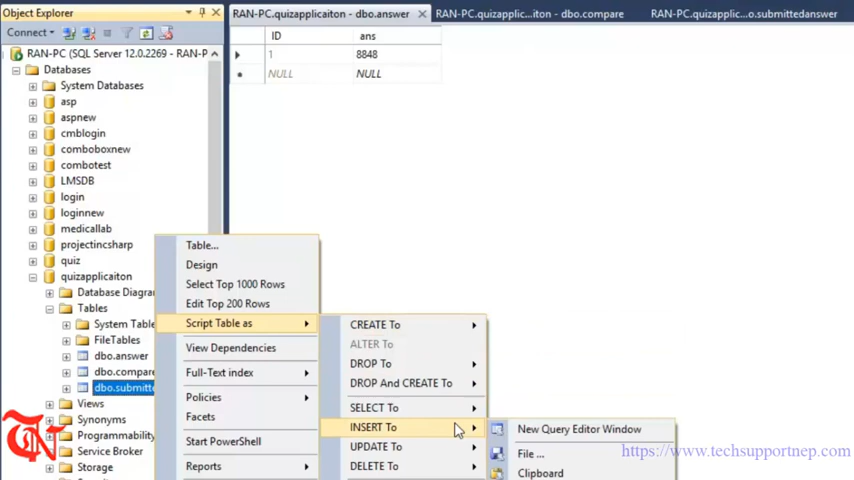 Object Explorer
Connect
RAN-PC (SQL Server 12.0.2269 - RAN-P
Databases
System Databases
asp
aspnew
cmblogin
comboboxnew
combotest
LMSDB
login
loginnew
medicallab
projectincsharp
quiz
quizapplicaiton
Database Diagra
Tables
System Table
FileTables
dbo.answer
dbo.compare
dbo.submitte
Views
Synonyms
Programmability
Service Broker
Storage
Security
RAN-PC.quizapplicaiton - dbo.answer
RAN-PC.quizapplic...iton - dbo.compare
RAN-PC.quizapplic...o.submittedanswer
ID ans
1 8848
NULL NULL
Table...
Design
Select Top 1000 Rows
Edit Top 200 Rows
Script Table as
View Dependencies
Full-Text index
Policies
Facets
Start PowerShell
Reports
CREATE To
ALTER To
DROP To
DROP And CREATE To
SELECT To
INSERT To
UPDATE To
DELETE To
New Query Editor Window
File ...
Clipboard
https://www.techsupportnep.com